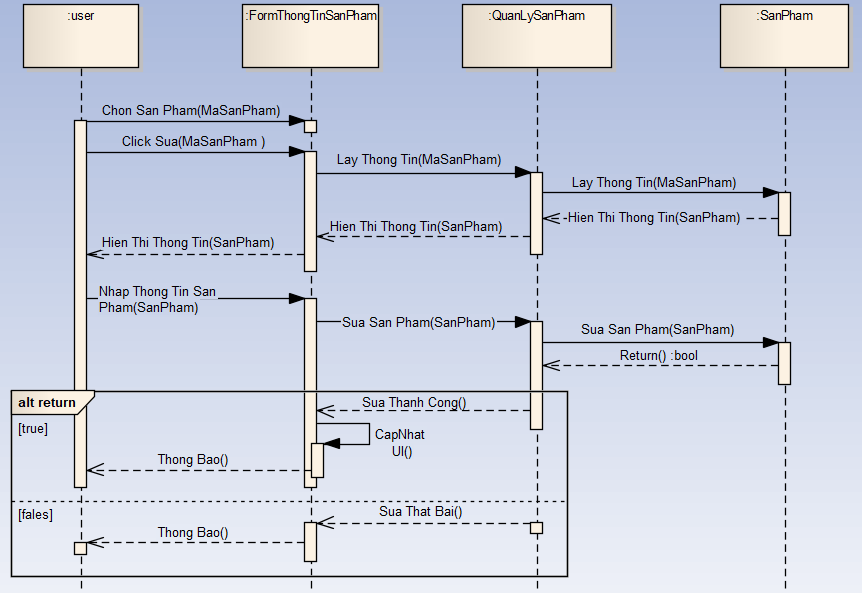 :user
:FormThongTinSanPham
:QuanLySanPham
:SanPham
Chon San Pham(MaSanPham)
Click Sua(MaSanPham )
Lay Thong Tin(MaSanPham)
Lay Thong Tin(MaSanPham)
-Hien Thi Thong Tin(SanPham)
Hien Thi Thong Tin(SanPham)
Hien Thi Thong Tin(SanPham)
Nhap Thong Tin San
Pham(SanPham)
Sua San Pham(SanPham)
Sua San Pham(SanPham)
Return() :bool
alt return
Sua Thanh Cong()
[true]
CapNhat
UI()
Thong Bao()
[fales]
Sua That Bai()
Thong Bao()